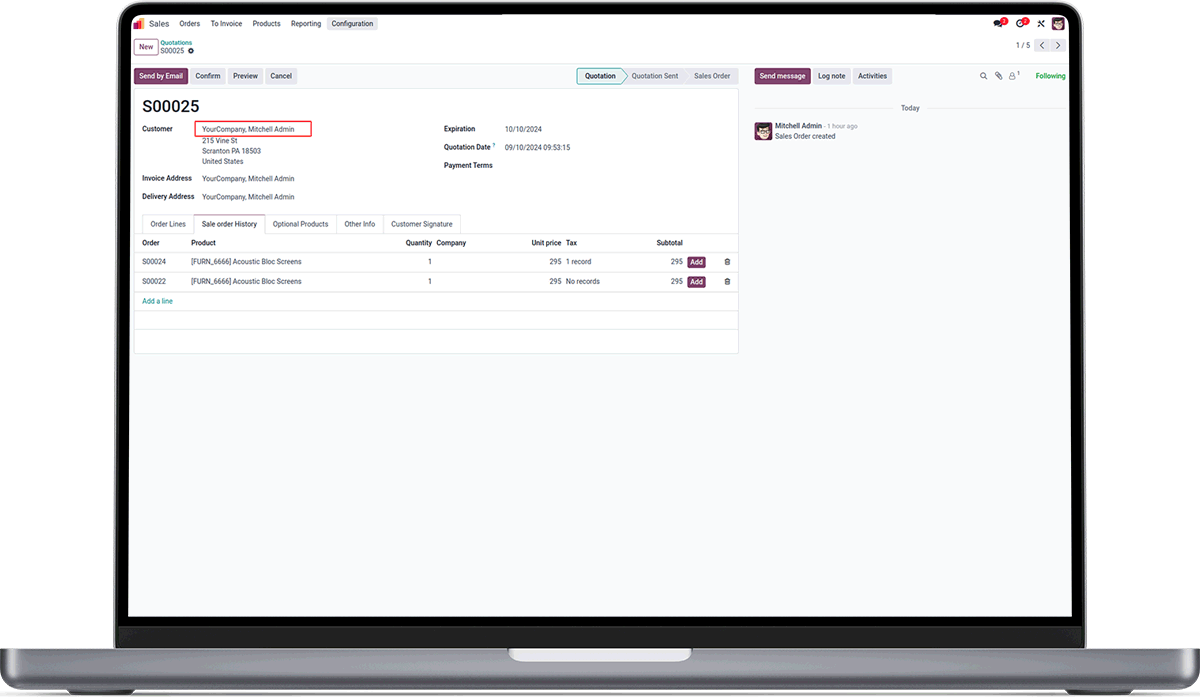 Sales Orders To Invoice Products Reporting Configuration
2 2
New Quotations
S00025
1 / 5
Send by Email Confirm Preview Cancel
Quotation Quotation Sent Sales Order
Send message Log note Activities
1 Following
S00025
Customer YourCompany, Mitchell Admin
215 Vine St
Scranton PA 18503
United States
Invoice Address YourCompany, Mitchell Admin
Delivery Address YourCompany, Mitchell Admin
Expiration 10/10/2024
Quotation Date ? 09/10/2024 09:53:15
Payment Terms
Today
Mitchell Admin - 1 hour ago
Sales Order created
Order Lines Sale order History Optional Products Other Info Customer Signature
Order Product Quantity Company Unit price Tax Subtotal
S00024 [FURN_6666] Acoustic Bloc Screens 1 295 1 record 295 Add
S00022 [FURN_6666] Acoustic Bloc Screens 1 295 No records 295 Add
Add a line